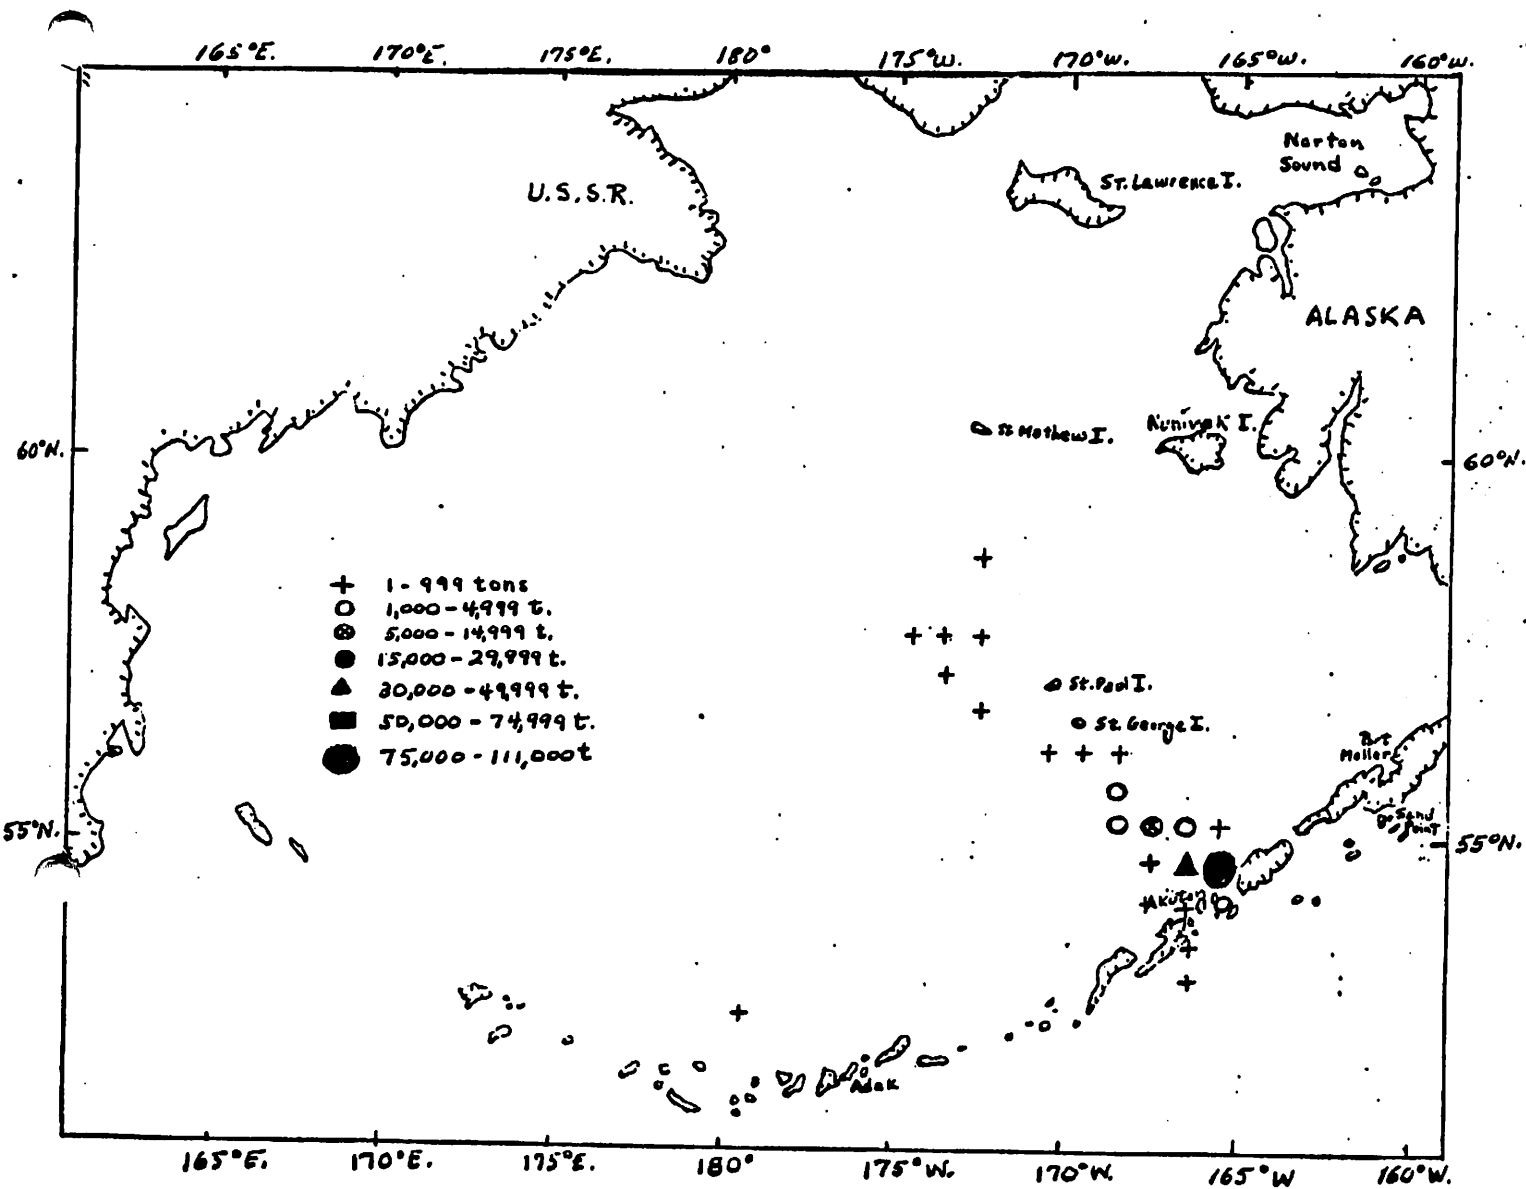 165°E. 170°E. 175°E. 180° 175°W. 170°W. 165°W. 160°W.
Norton
Sound
St. Lawrence I.
U.S.S.R.
ALASKA
Nunivak I.
St Mathew I.
60°N. 60°N.
+ 1-999 tons
1,000-4,999 t.
5,000-14,999 t.
15,000-29,999 t.
30,000-49,999 t.
50,000-74,999 t.
75,000-111,000 t
St. Paul I.
St. George I.
Port
Moller
Sand
Point
55°N. 55°N.
Akutan
Adak
165°E. 170°E. 175°E. 180° 175°W. 170°W. 165°W 160°W.